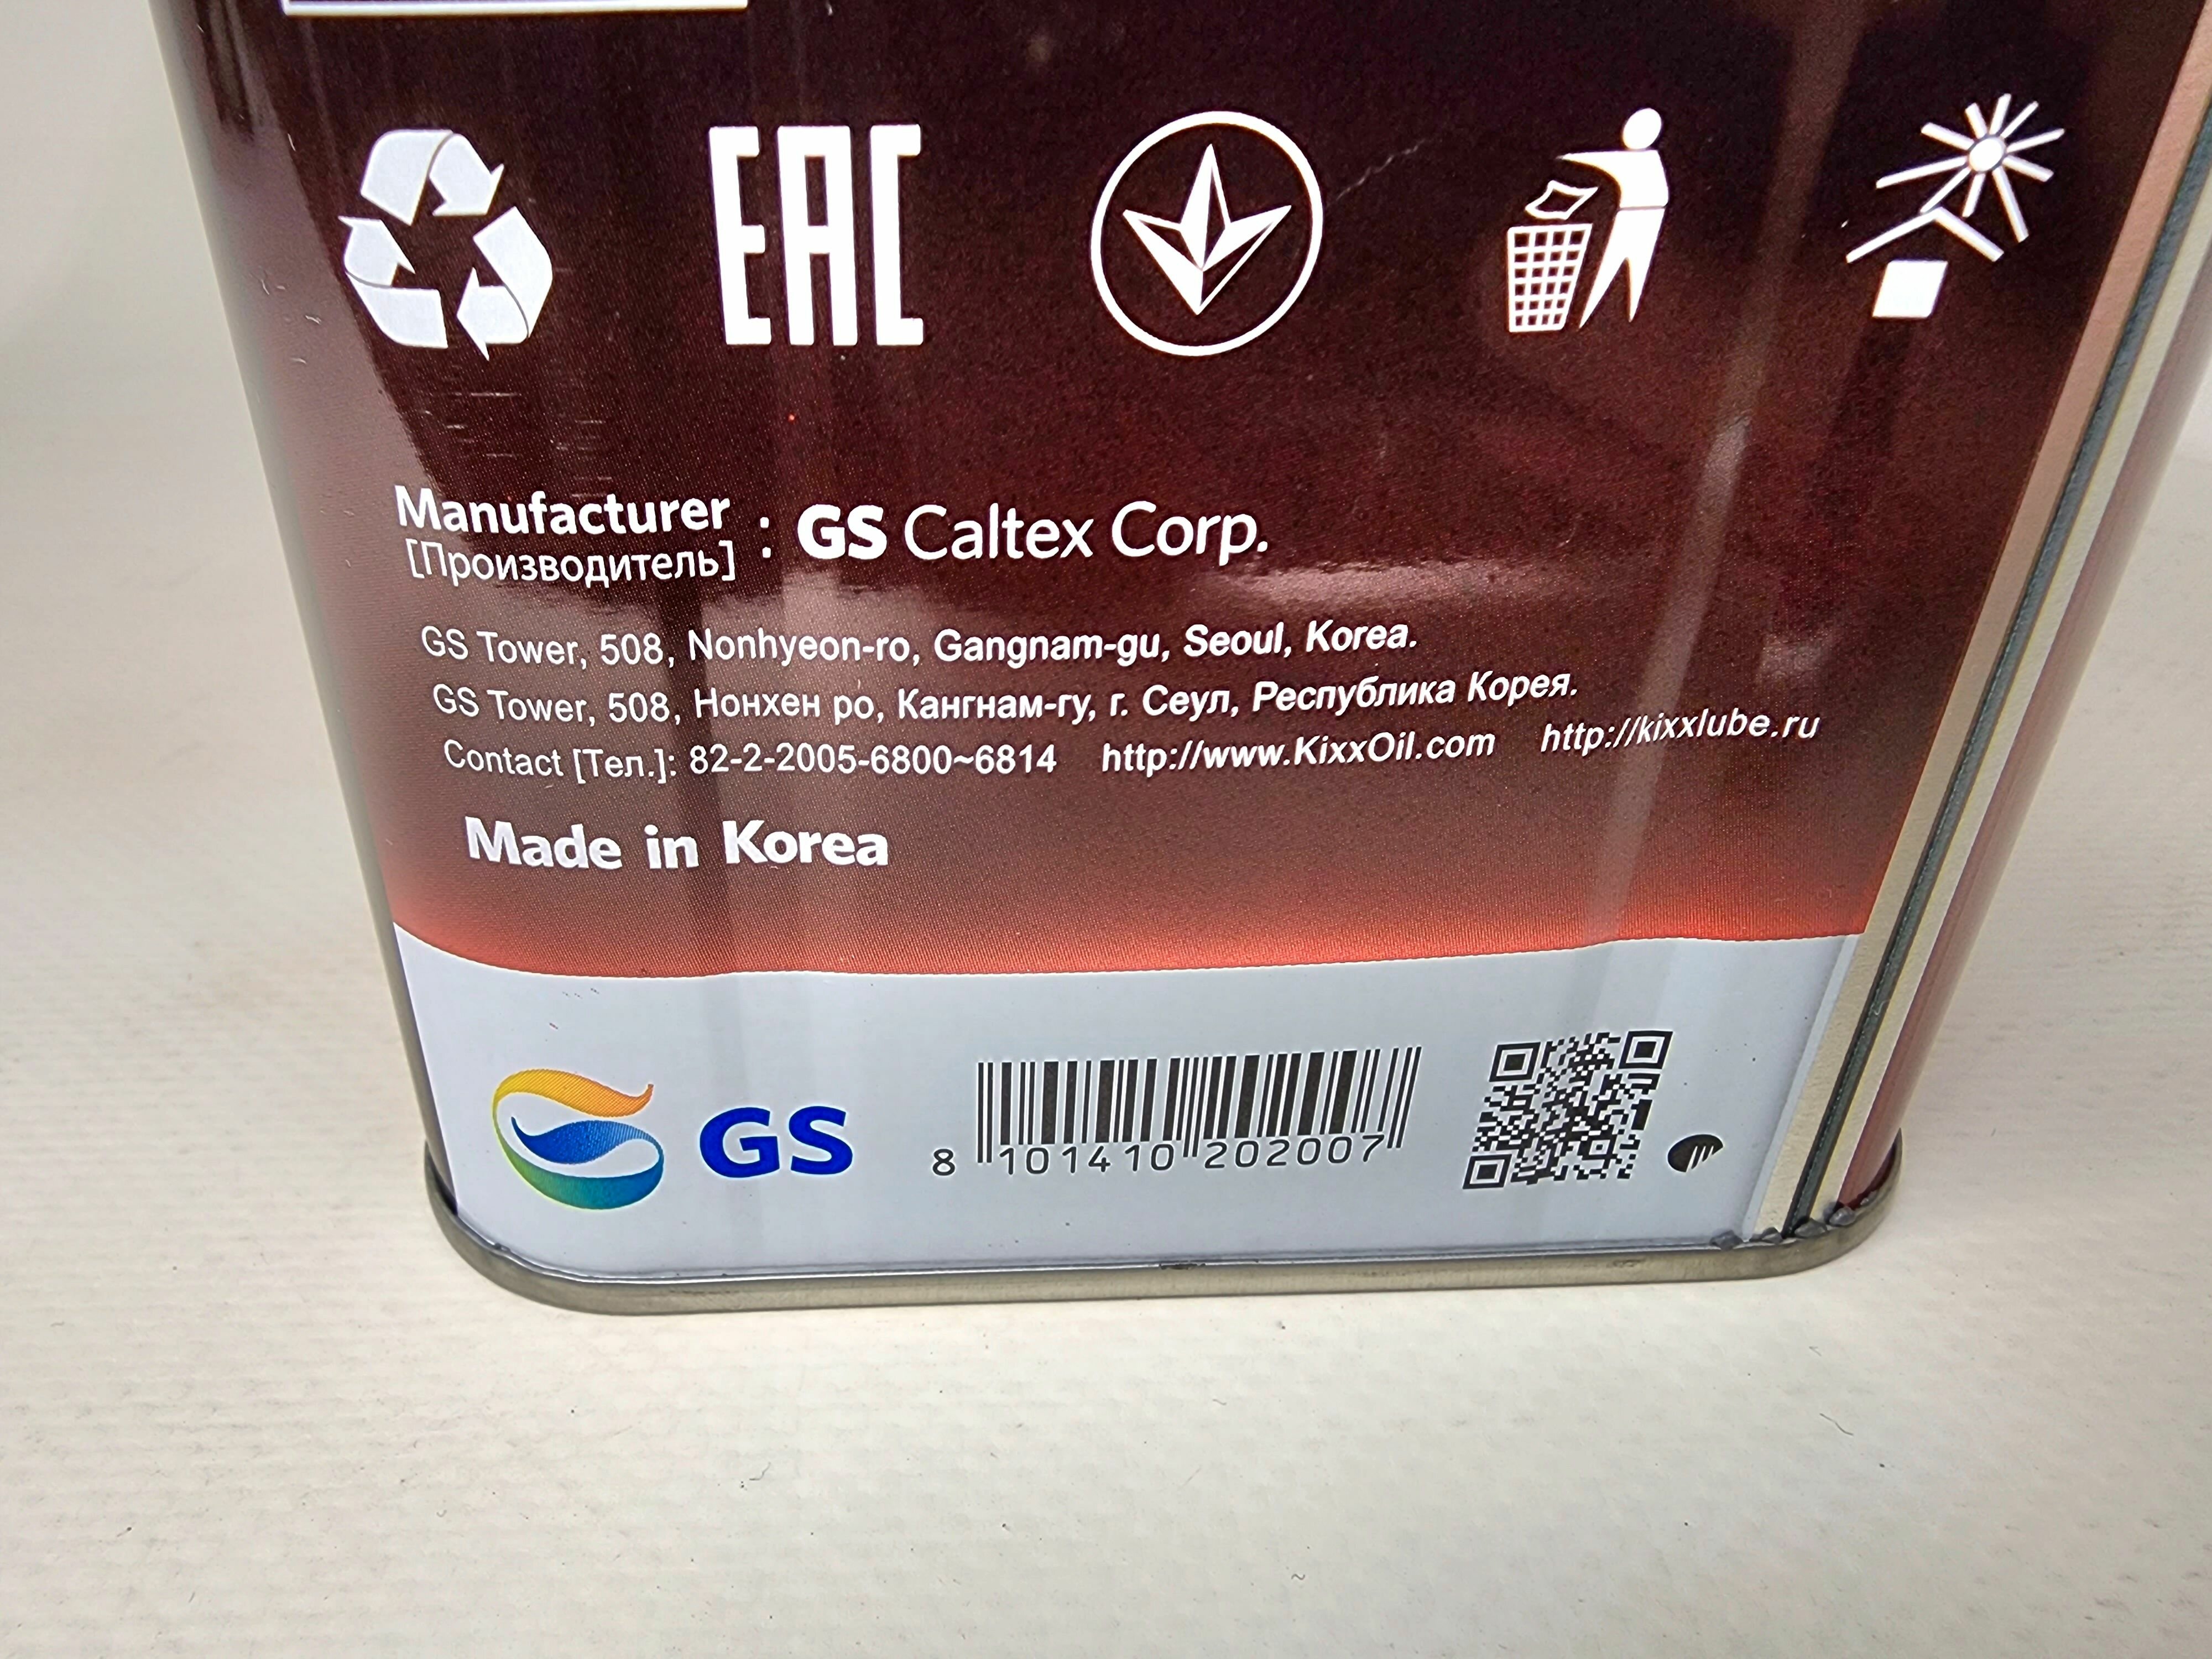 EAC
Manufacturer : GS Caltex Corp.
[Производитель]
GS Tower, 508, Nonhyeon-ro, Gangnam-gu, Seoul, Korea.
GS Tower, 508, Нонхен ро, Кангнам-гу, г. Сеул, Республика Корея.
Contact [Тел.]: 82-2-2005-6800~6814 http://www.KixxOil.com http://kixxlube.ru
Made in Korea
GS
8 101410 202007